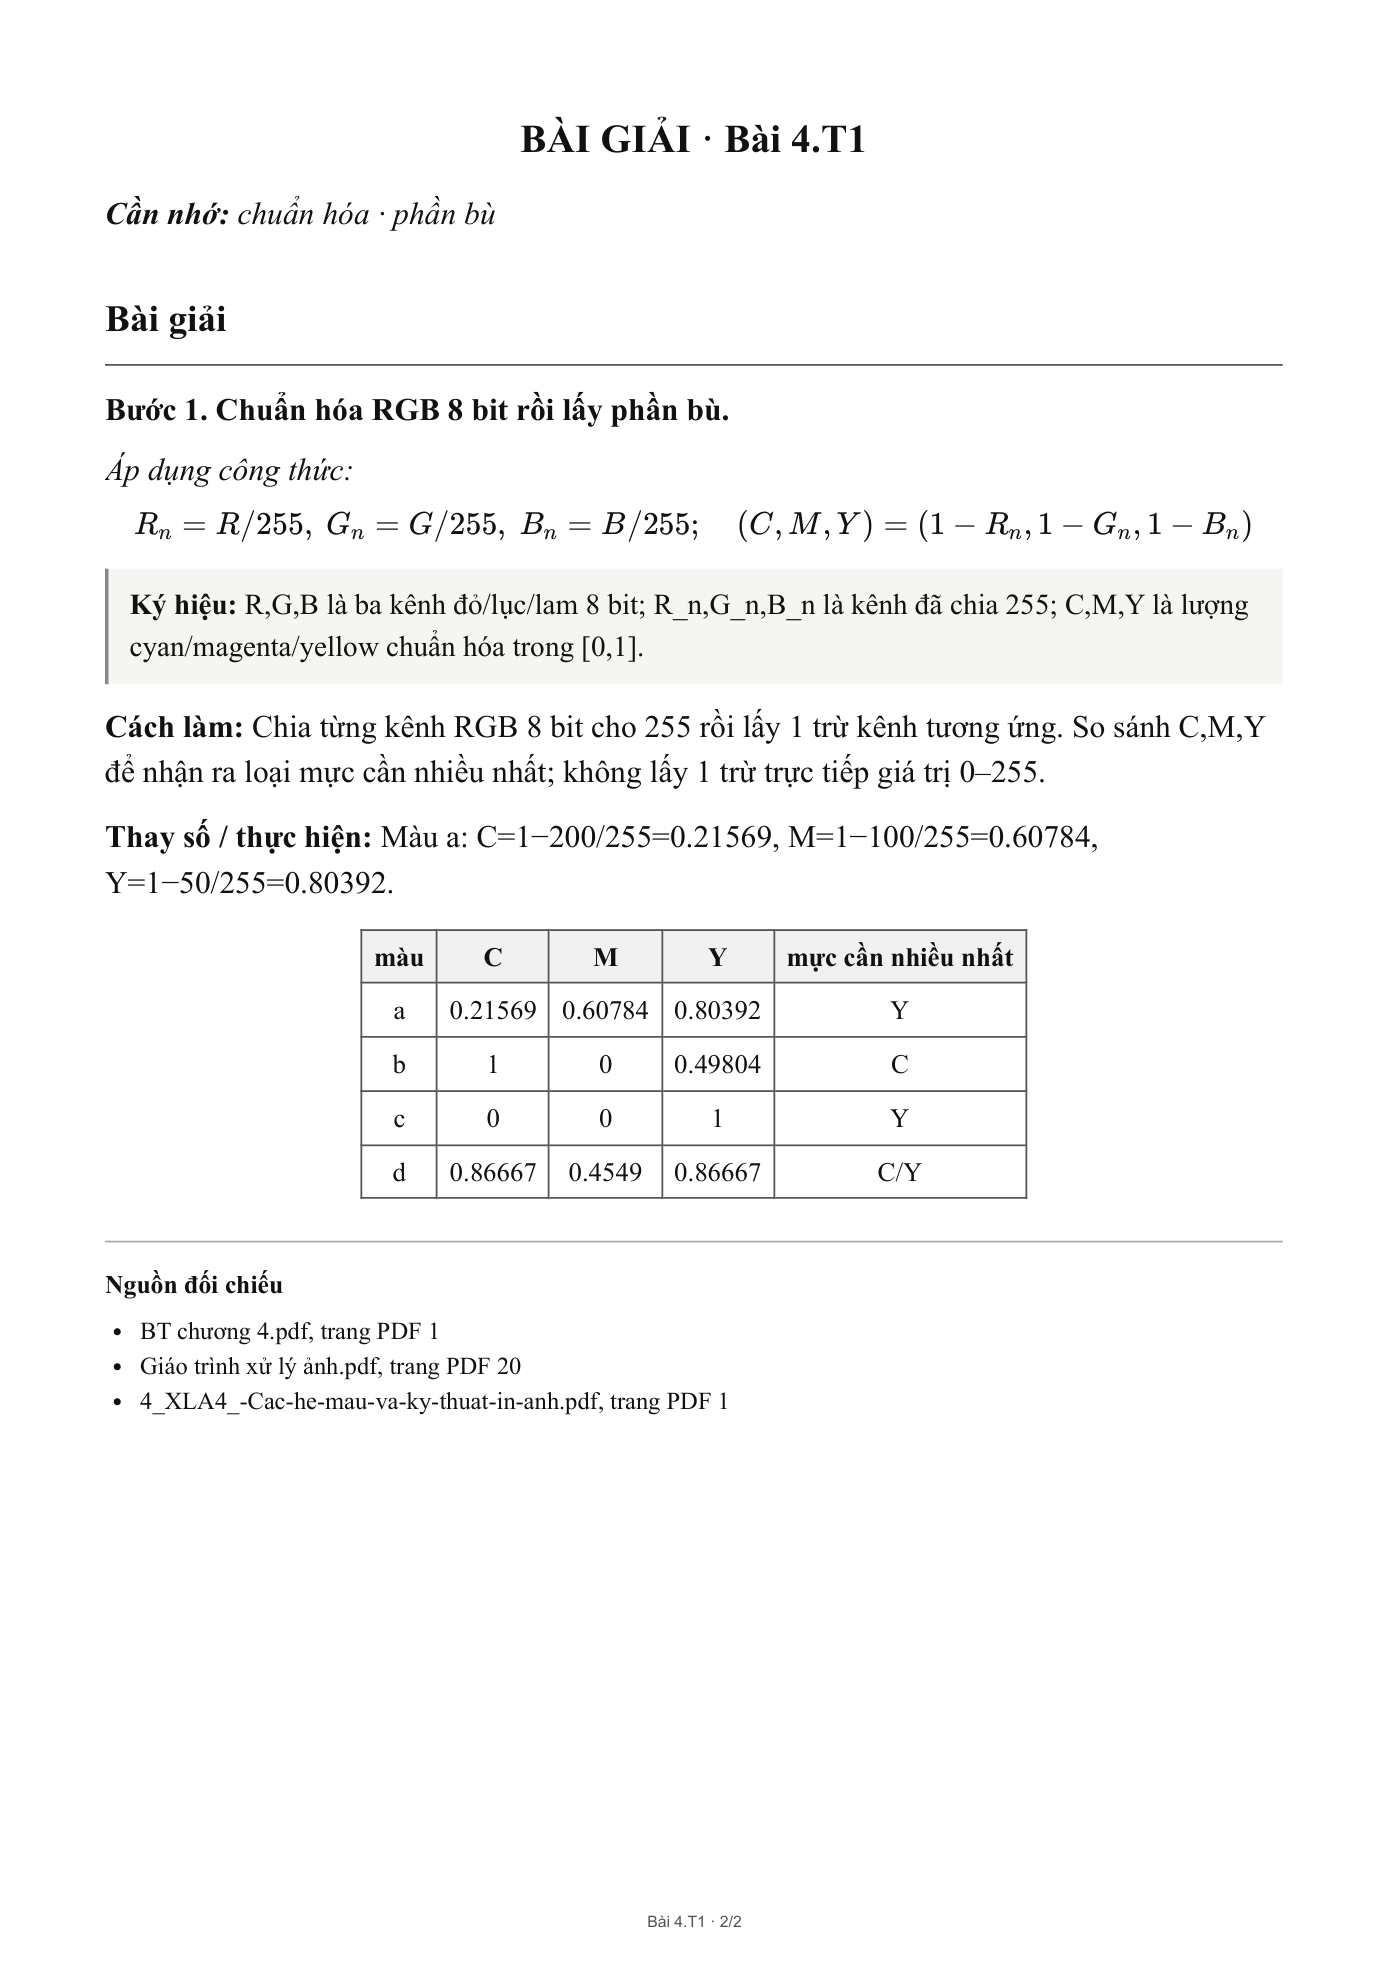 BÀI GIẢI · Bài 4.T1
Cần nhớ: chuẩn hóa · phần bù
Bài giải
Bước 1. Chuẩn hóa RGB 8 bit rồi lấy phần bù.
Áp dụng công thức:
Rₙ = R/255, Gₙ = G/255, Bₙ = B/255; (C, M, Y) = (1 − Rₙ, 1 − Gₙ, 1 − Bₙ)
Ký hiệu: R,G,B là ba kênh đỏ/lục/lam 8 bit; R_n,G_n,B_n là kênh đã chia 255; C,M,Y là lượng
cyan/magenta/yellow chuẩn hóa trong [0,1].
Cách làm: Chia từng kênh RGB 8 bit cho 255 rồi lấy 1 trừ kênh tương ứng. So sánh C,M,Y
để nhận ra loại mực cần nhiều nhất; không lấy 1 trừ trực tiếp giá trị 0–255.
Thay số / thực hiện: Màu a: C=1−200/255=0.21569, M=1−100/255=0.60784,
Y=1−50/255=0.80392.
màu C M Y mực cần nhiều nhất
a 0.21569 0.60784 0.80392 Y
b 1 0 0.49804 C
c 0 0 1 Y
d 0.86667 0.4549 0.86667 C/Y
Nguồn đối chiếu
• BT chương 4.pdf, trang PDF 1
• Giáo trình xử lý ảnh.pdf, trang PDF 20
• 4_XLA4_-Cac-he-mau-va-ky-thuat-in-anh.pdf, trang PDF 1
Bài 4.T1 · 2/2